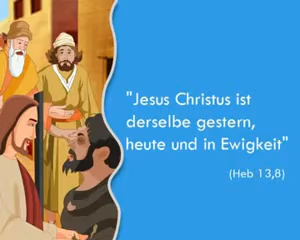 "Jesus Christus ist
derselbe gestern,
heute und in Ewigkeit"
(Heb 13,8)